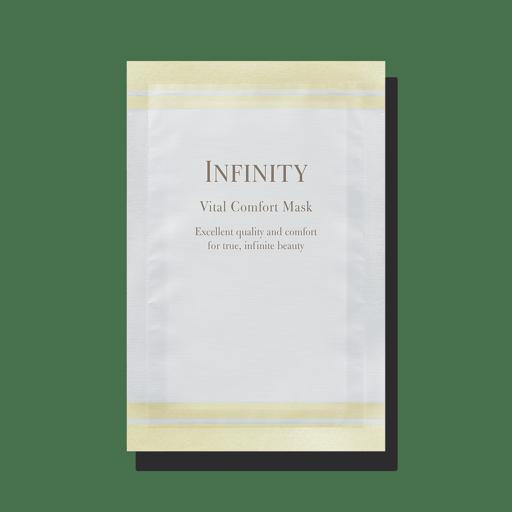 INFINITY
Vital Comfort Mask
Excellent quality and comfort
for true, infinite beauty